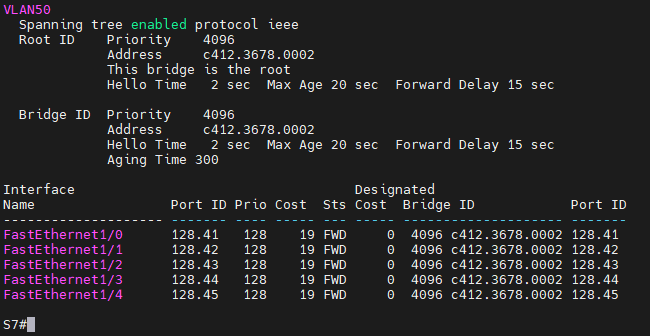 VLAN50
  Spanning tree enabled protocol ieee
  Root ID    Priority    4096
             Address     c412.3678.0002
             This bridge is the root
             Hello Time   2 sec  Max Age 20 sec  Forward Delay 15 sec

  Bridge ID  Priority    4096
             Address     c412.3678.0002
             Hello Time   2 sec  Max Age 20 sec  Forward Delay 15 sec
             Aging Time 300

Interface                                   Designated
Name                 Port ID Prio Cost  Sts Cost  Bridge ID            Port ID
-------------------- ------- ---- ----- --- ----- -------------------- -------
FastEthernet1/0      128.41   128    19 FWD     0  4096 c412.3678.0002 128.41
FastEthernet1/1      128.42   128    19 FWD     0  4096 c412.3678.0002 128.42
FastEthernet1/2      128.43   128    19 FWD     0  4096 c412.3678.0002 128.43
FastEthernet1/3      128.44   128    19 FWD     0  4096 c412.3678.0002 128.44
FastEthernet1/4      128.45   128    19 FWD     0  4096 c412.3678.0002 128.45

S7#